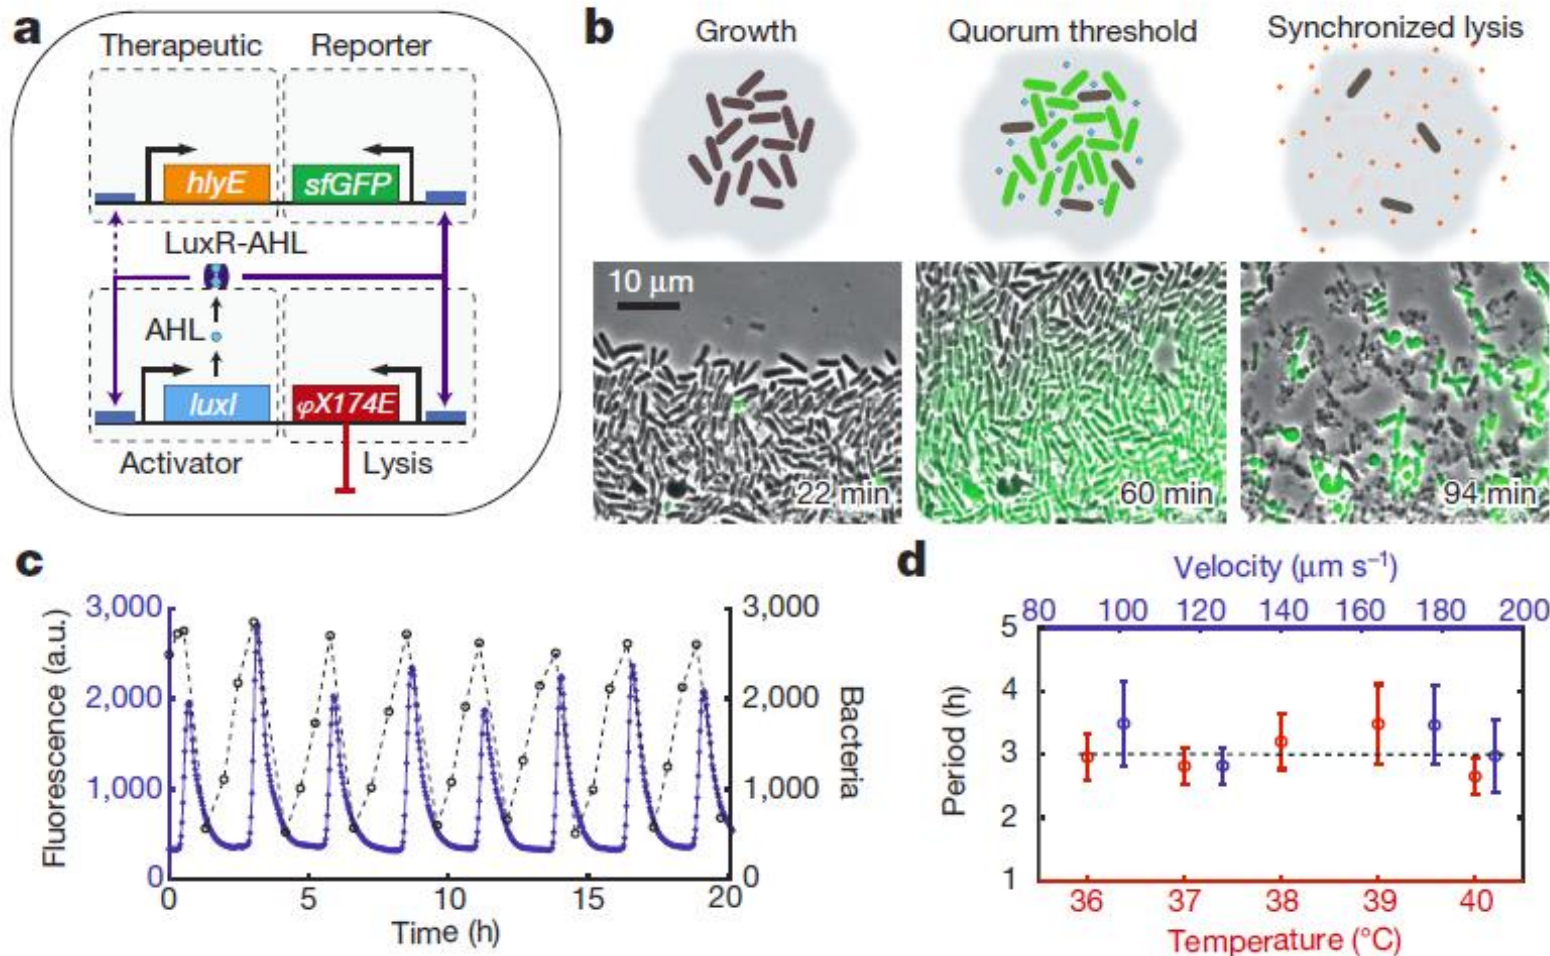 a
Therapeutic Reporter
hlyE sfGFP
LuxR-AHL
AHL
luxI φX174E
Activator Lysis
b
Growth Quorum threshold Synchronized lysis
10 μm
22 min 60 min 94 min
c
Fluorescence (a.u.)
3,000
2,000
1,000
0
3,000
2,000
1,000
0
Bacteria
0 5 10 15 20
Time (h)
d
Velocity (μm s⁻¹)
80 100 120 140 160 180 200
Period (h)
5
4
3
2
1
36 37 38 39 40
Temperature (°C)